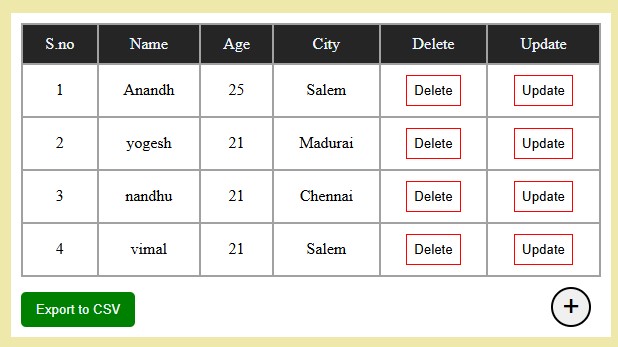 S.no Name Age City Delete Update
1 Anandh 25 Salem Delete Update
2 yogesh 21 Madurai Delete Update
3 nandhu 21 Chennai Delete Update
4 vimal 21 Salem Delete Update
Export to CSV +